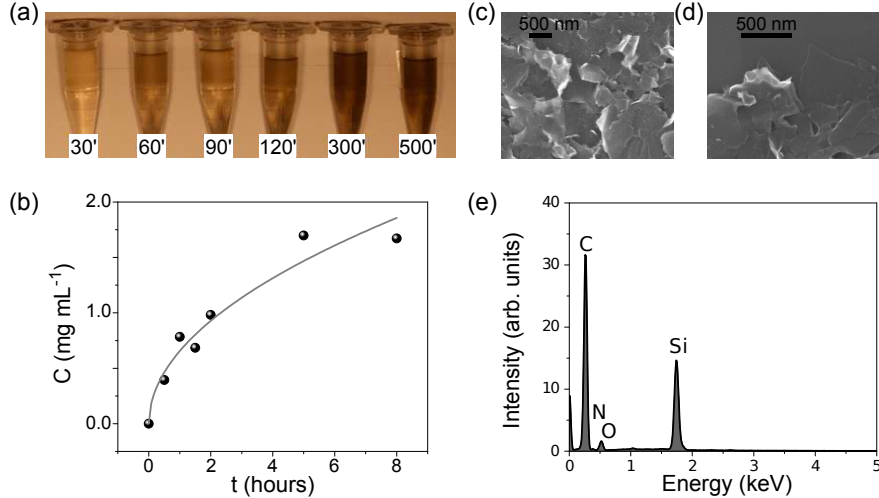 (a)
30' 60' 90' 120' 300' 500'
(c)
500 nm
(d)
500 nm
(b)
2.0
1.0
0.0
C (mg mL⁻¹)
0 2 4 6 8
t (hours)
(e)
40
30
20
10
0
Intensity (arb. units)
C
N
O
Si
0 1 2 3 4 5
Energy (keV)